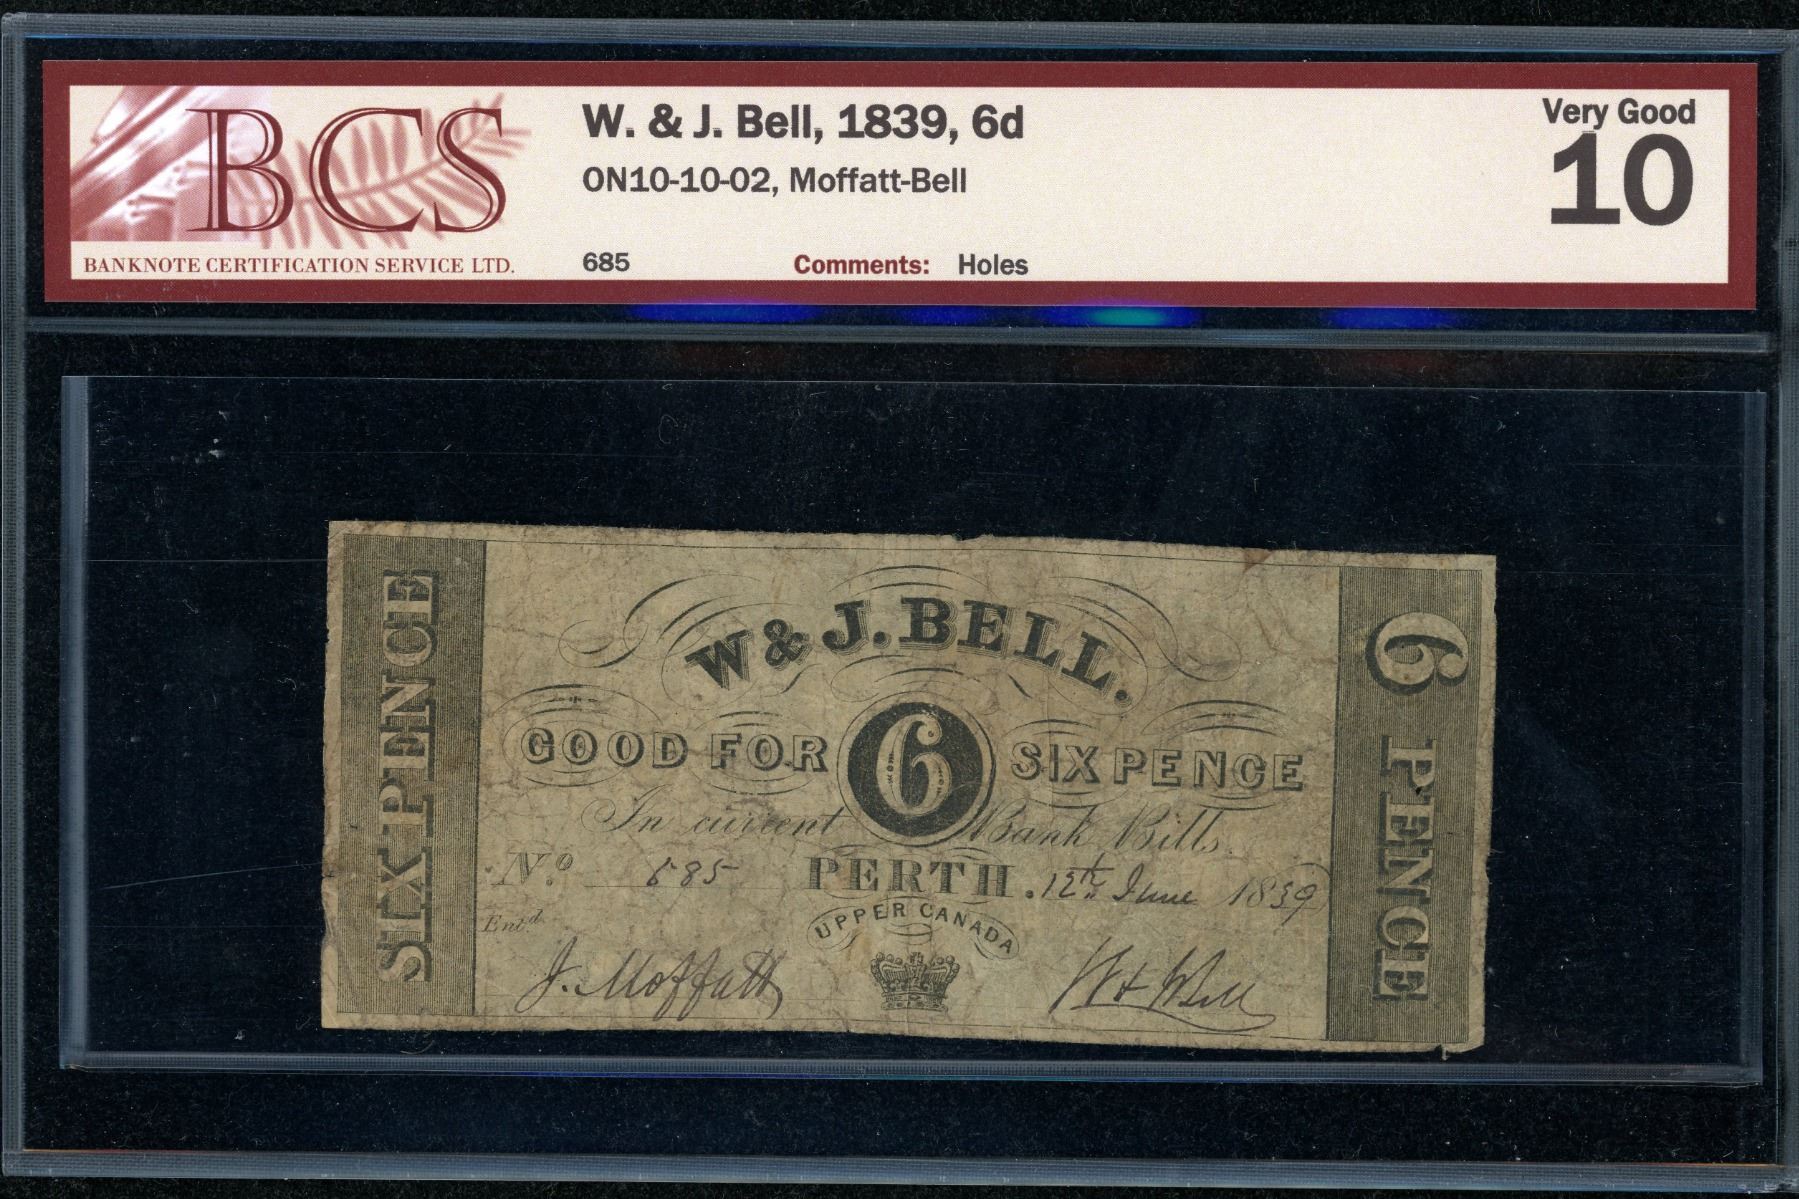 BCS
BANKNOTE CERTIFICATION SERVICE LTD.
W. & J. Bell, 1839, 6d
ON10-10-02, Moffatt-Bell
685
Comments: Holes
Very Good
10
SIX PENCE
W & J. BELL.
GOOD FOR 6 SIX PENCE
In current Bank Bills.
No. 685 PERTH. 12th June 1839
Entd.
UPPER CANADA
J. Moffatt
W & J Bell
6 PENCE